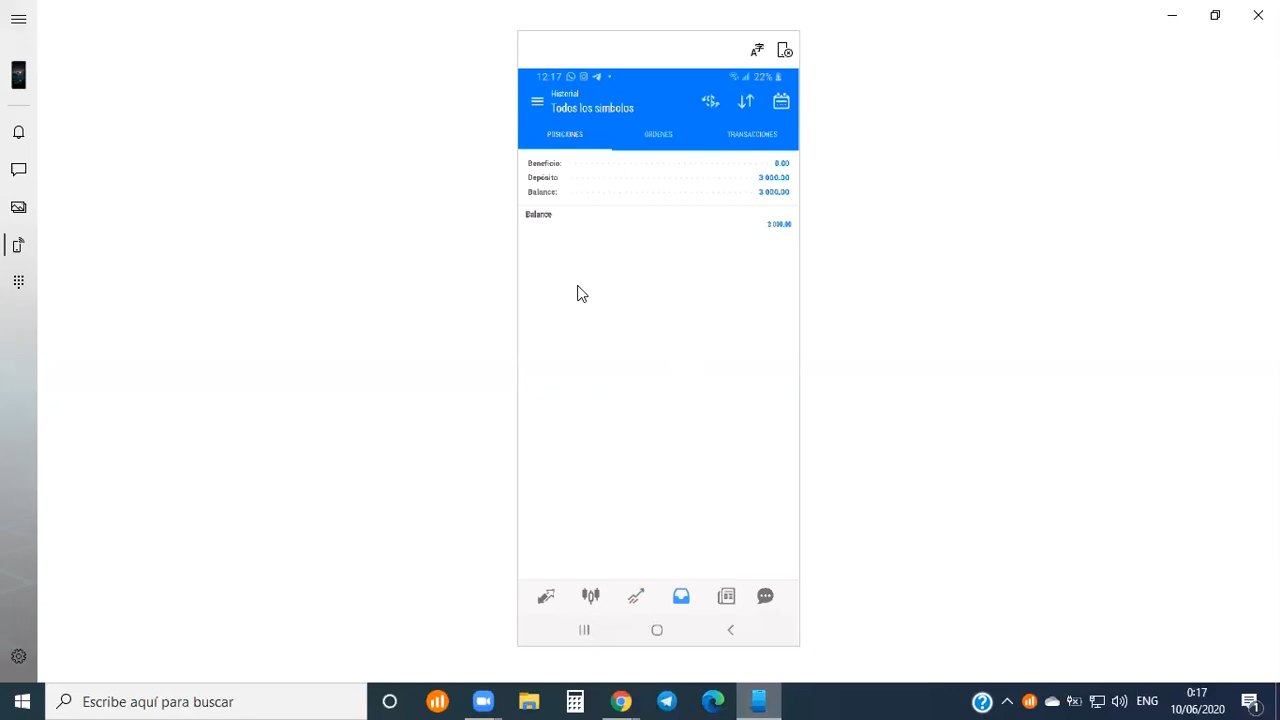 12:17
22%
Historial
Todos los símbolos
POSICIONES
ÓRDENES
TRANSACCIONES
Beneficio: 0.00
Depósito 3 000.00
Balance: 3 000.00
Balance
3 000.00
Escribe aquí para buscar
ENG
0:17
10/06/2020
1